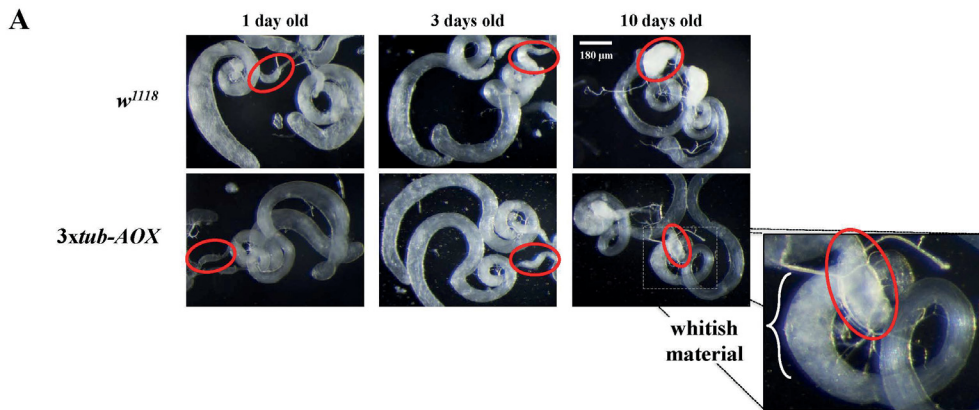 A
1 day old
3 days old
10 days old
w1118
180 µm
3xtub-AOX
whitish
material